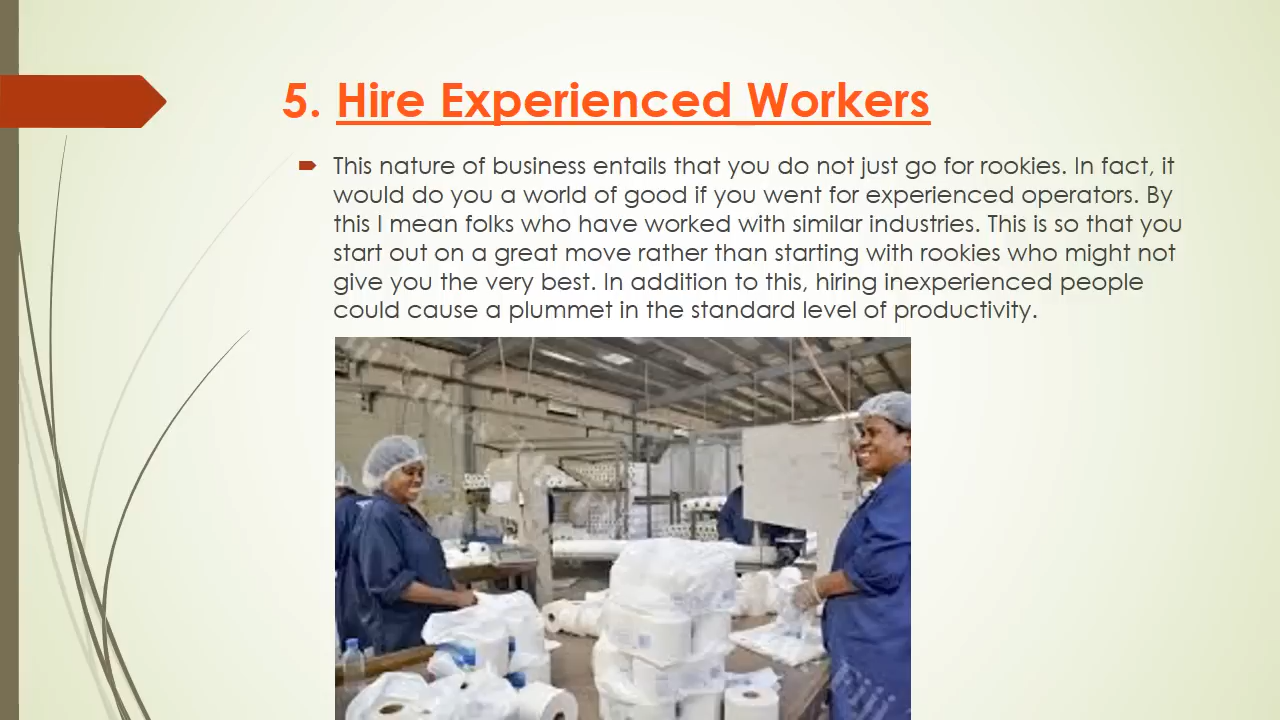 5. Hire Experienced Workers
This nature of business entails that you do not just go for rookies. In fact, it
would do you a world of good if you went for experienced operators. By
this I mean folks who have worked with similar industries. This is so that you
start out on a great move rather than starting with rookies who might not
give you the very best. In addition to this, hiring inexperienced people
could cause a plummet in the standard level of productivity.